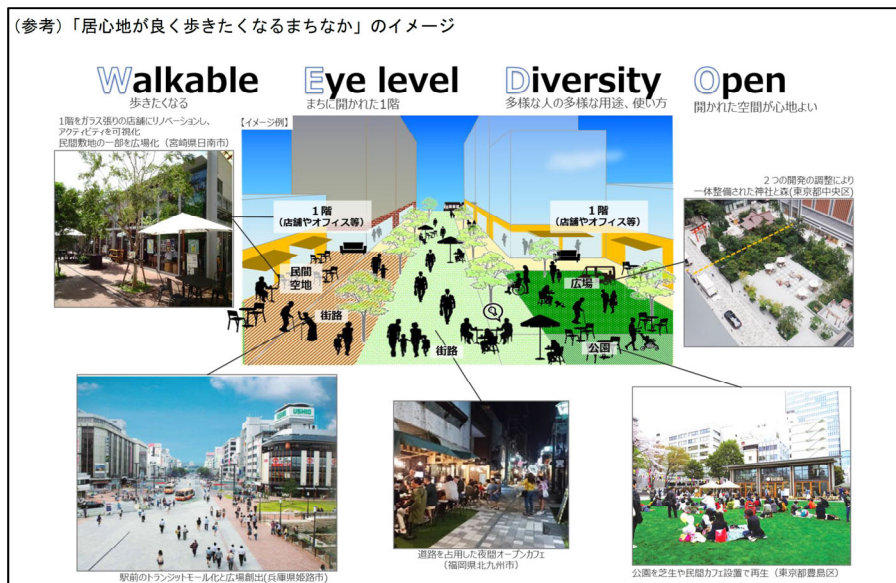 (参考)「居心地が良く歩きたくなるまちなか」のイメージ
Walkable
歩きたくなる
Eye level
まちに開かれた1階
Diversity
多様な人の多様な用途、使い方
Open
開かれた空間が心地よい
1階をガラス張りの店舗にリノベーションし、
アクティビティを可視化
民間敷地の一部を広場化(宮崎県日南市)
【イメージ例】
1階
(店舗やオフィス等)
1階
(店舗やオフィス等)
民間
空地
街路
街路
広場
公園
2つの開発の調整により
一体整備された神社と森(東京都中央区)
USHIO
駅前のトランジットモール化と広場創出(兵庫県姫路市)
道路を占用した夜間オープンカフェ
(福岡県北九州市)
公園を芝生や民間カフェ設置で再生(東京都豊島区)